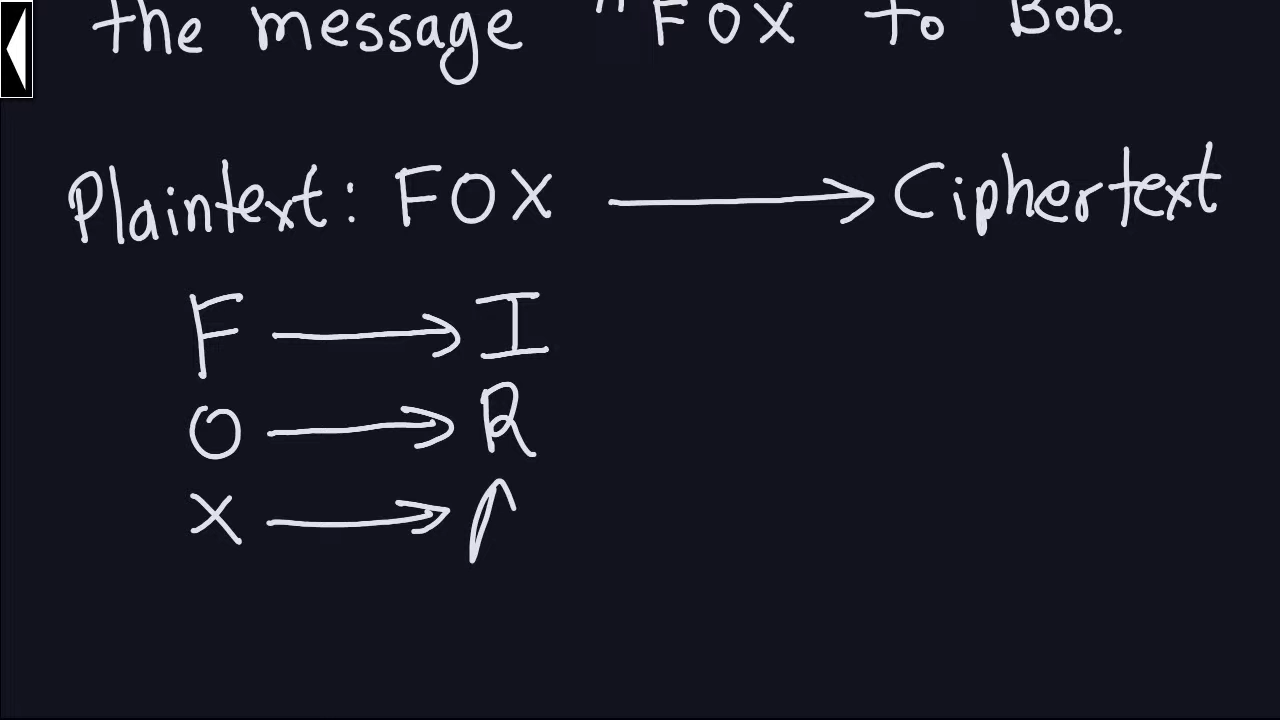 the message "FOX to Bob.
Plaintext: FOX → Ciphertext
F → I
O → R
X →